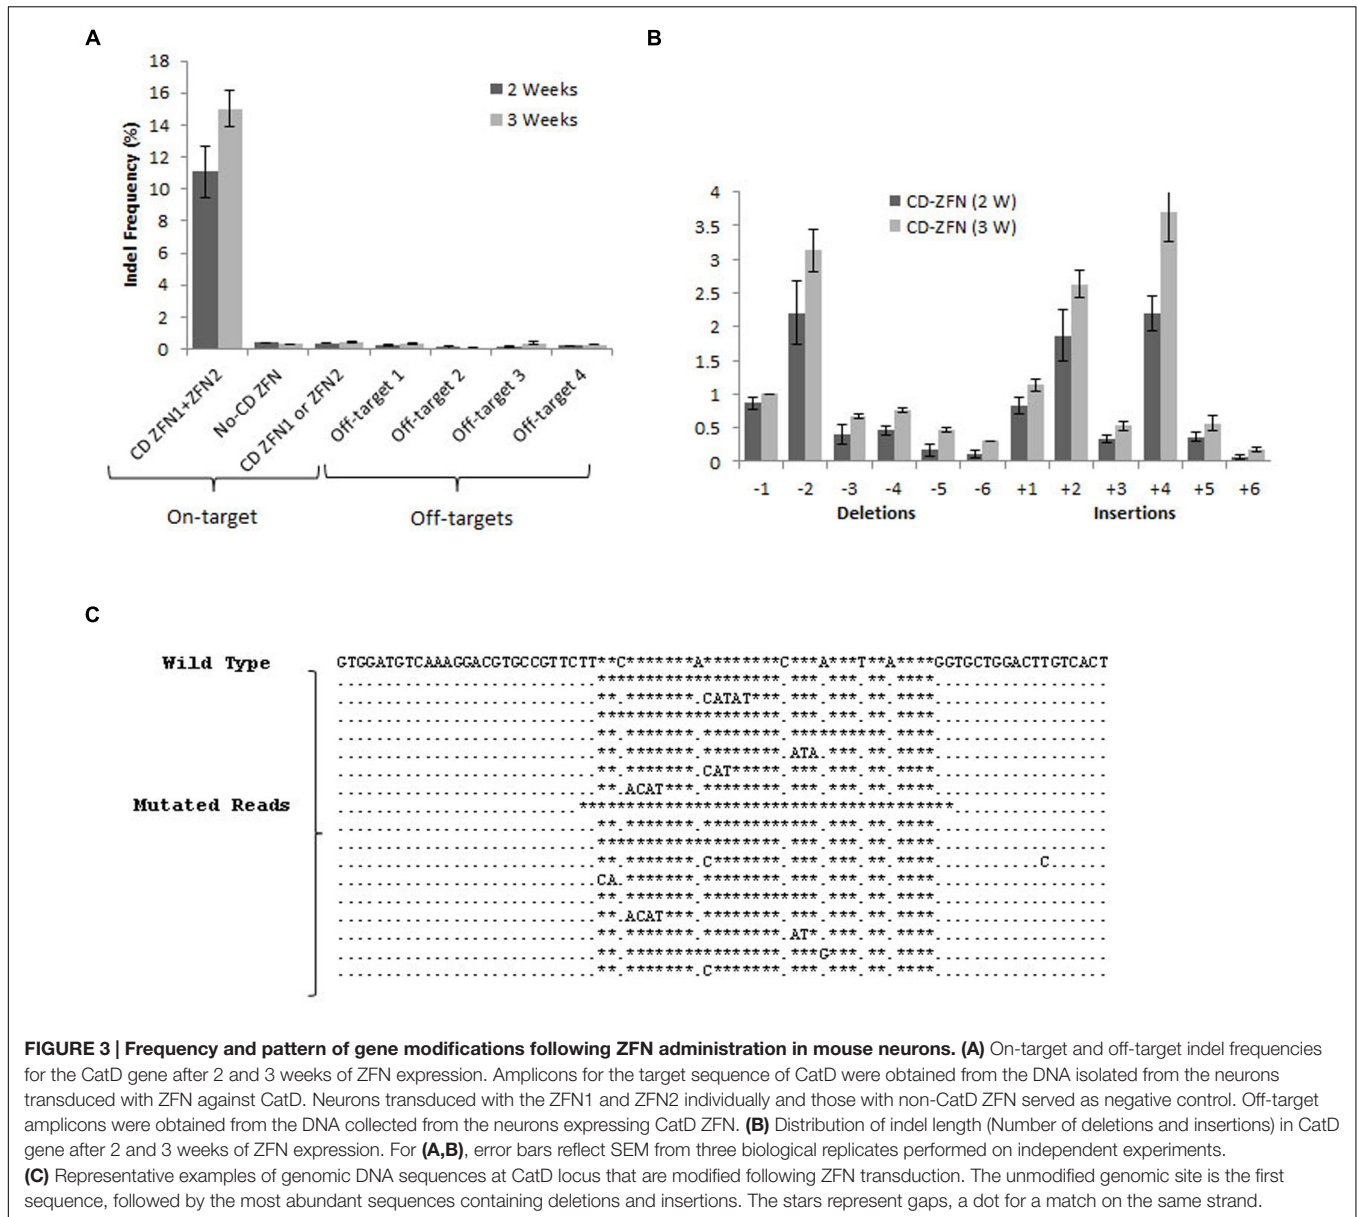 A
18
16
14
12
10
8
6
4
2
0
Indel Frequency (%)
2 Weeks
3 Weeks
CD ZFN1+ZFN2
No-CD ZFN
CD ZFN1 or ZFN2
Off-target 1
Off-target 2
Off-target 3
Off-target 4
On-target
Off-targets
B
4
3.5
3
2.5
2
1.5
1
0.5
0
CD-ZFN (2 W)
CD-ZFN (3 W)
-1 -2 -3 -4 -5 -6 +1 +2 +3 +4 +5 +6
Deletions
Insertions
C
Wild Type
GTGGATGTCAAAGGACGTGCCGTTCTT**C*******A********C***A***T**A****GGTGCTGGACTTGTCACT
CATAT
ATA
CAT
ACAT
Mutated Reads
C C
CA
ACAT
AT
G
C
FIGURE 3 | Frequency and pattern of gene modifications following ZFN administration in mouse neurons. (A) On-target and off-target indel frequencies
for the CatD gene after 2 and 3 weeks of ZFN expression. Amplicons for the target sequence of CatD were obtained from the DNA isolated from the neurons
transduced with ZFN against CatD. Neurons transduced with the ZFN1 and ZFN2 individually and those with non-CatD ZFN served as negative control. Off-target
amplicons were obtained from the DNA collected from the neurons expressing CatD ZFN. (B) Distribution of indel length (Number of deletions and insertions) in CatD
gene after 2 and 3 weeks of ZFN expression. For (A,B), error bars reflect SEM from three biological replicates performed on independent experiments.
(C) Representative examples of genomic DNA sequences at CatD locus that are modified following ZFN transduction. The unmodified genomic site is the first
sequence, followed by the most abundant sequences containing deletions and insertions. The stars represent gaps, a dot for a match on the same strand.